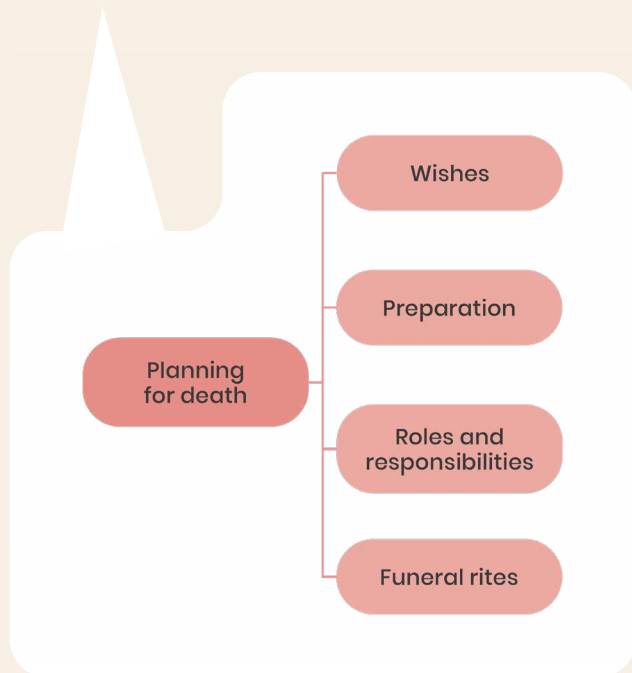 Wishes
Preparation
Planning
for death
Roles and
responsibilities
Funeral rites